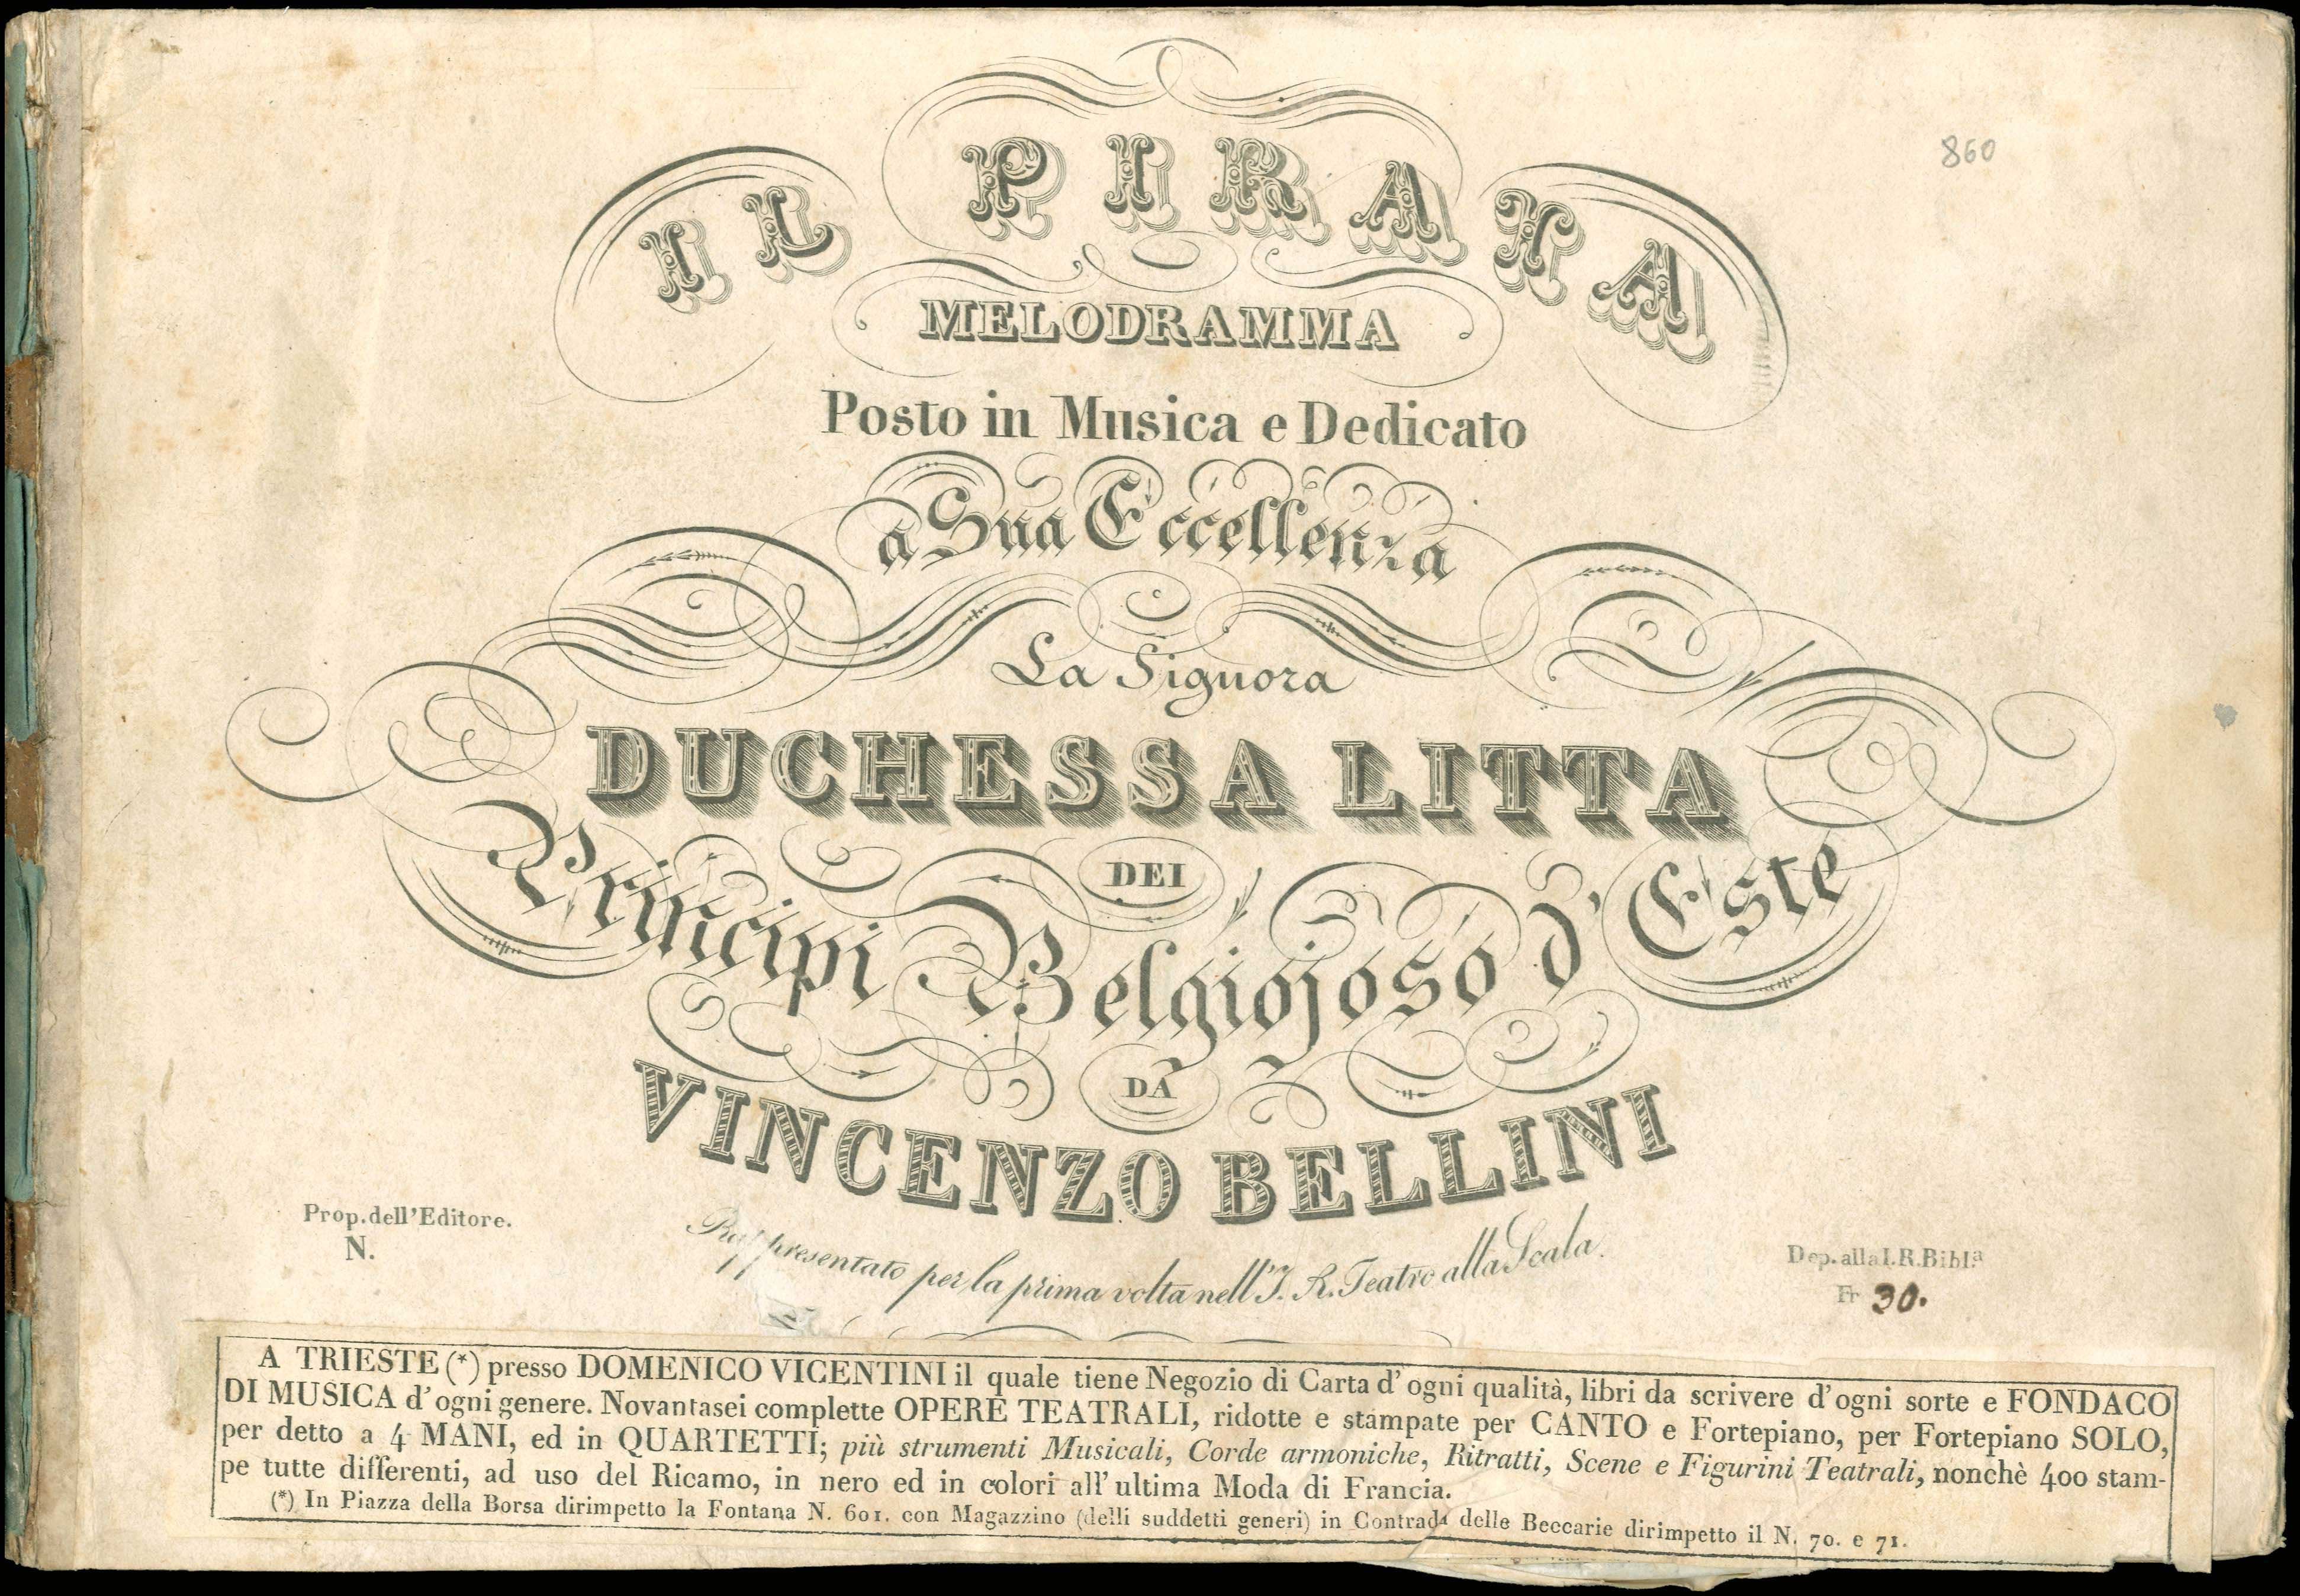 860
IL PIRATA
MELODRAMMA
Posto in Musica e Dedicato
a Sua Eccellenza
La Signora
DUCHESSA LITTA
DEI
Principi Belgiojoso d'Este
DA
VINCENZO BELLINI
Prop. dell'Editore.
N.
Rappresentato per la prima volta nell'I. R. Teatro alla Scala.
Dep. alla I. R. Bibl.a
Fr 30.
A TRIESTE (*) presso DOMENICO VICENTINI il quale tiene Negozio di Carta d'ogni qualità, libri da scrivere d'ogni sorte e FONDACO
DI MUSICA d'ogni genere. Novantasei complette OPERE TEATRALI, ridotte e stampate per CANTO e Fortepiano, per Fortepiano SOLO,
per detto a 4 MANI, ed in QUARTETTI; più strumenti Musicali, Corde armoniche, Ritratti, Scene e Figurini Teatrali, nonchè 400 stam-
pe tutte differenti, ad uso del Ricamo, in nero ed in colori all'ultima Moda di Francia.
(*) In Piazza della Borsa dirimpetto la Fontana N. 601. con Magazzino (delli suddetti generi) in Contrada delle Beccarie dirimpetto il N. 70. e 71.